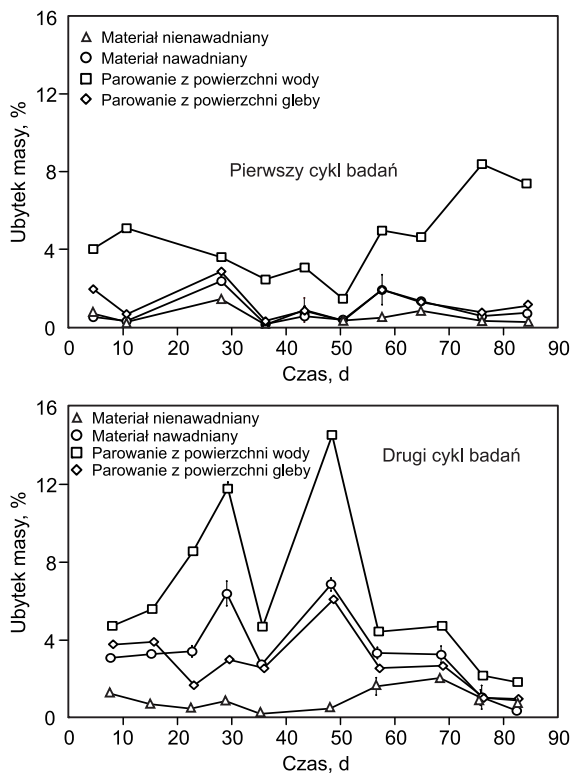 16
Materiał nienawadniany
Materiał nawadniany
12
Parowanie z powierzchni wody
Parowanie z powierzchni gleby
Ubytek masy, %
Pierwszy cykl badań
8
4
0
0 10 20 30 40 50 60 70 80 90
Czas, d
16
Materiał nienawadniany
Materiał nawadniany
Parowanie z powierzchni wody
Drugi cykl badań
Parowanie z powierzchni gleby
12
Ubytek masy, %
8
4
0
0 10 20 30 40 50 60 70 80 90
Czas, d